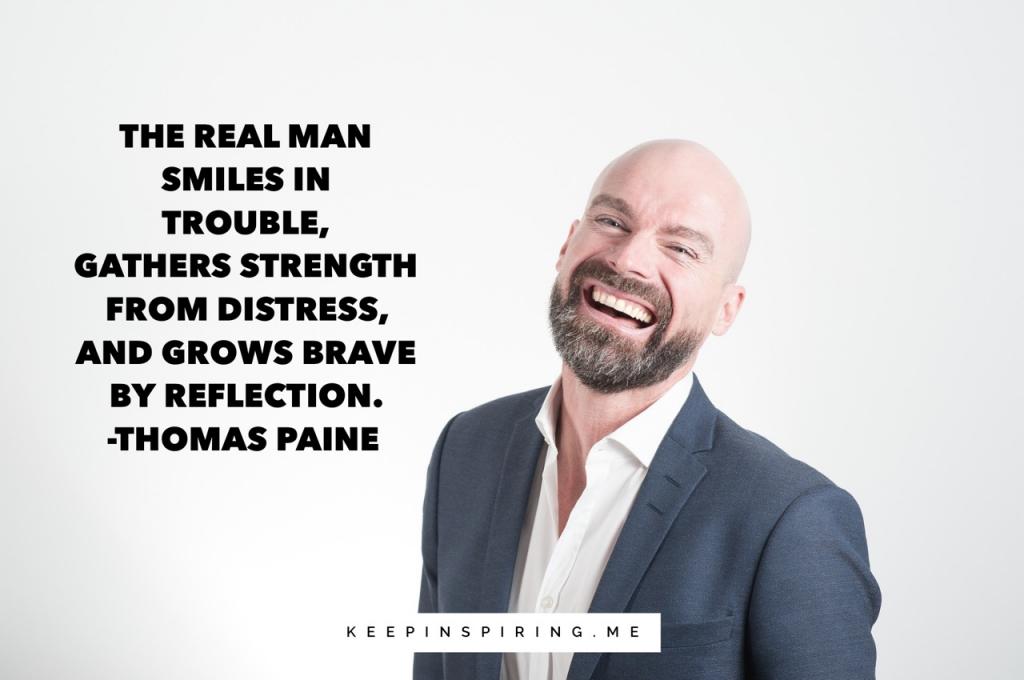 THE REAL MAN
SMILES IN
TROUBLE,
GATHERS STRENGTH
FROM DISTRESS,
AND GROWS BRAVE
BY REFLECTION.
-THOMAS PAINE
KEEPINSPIRING.ME